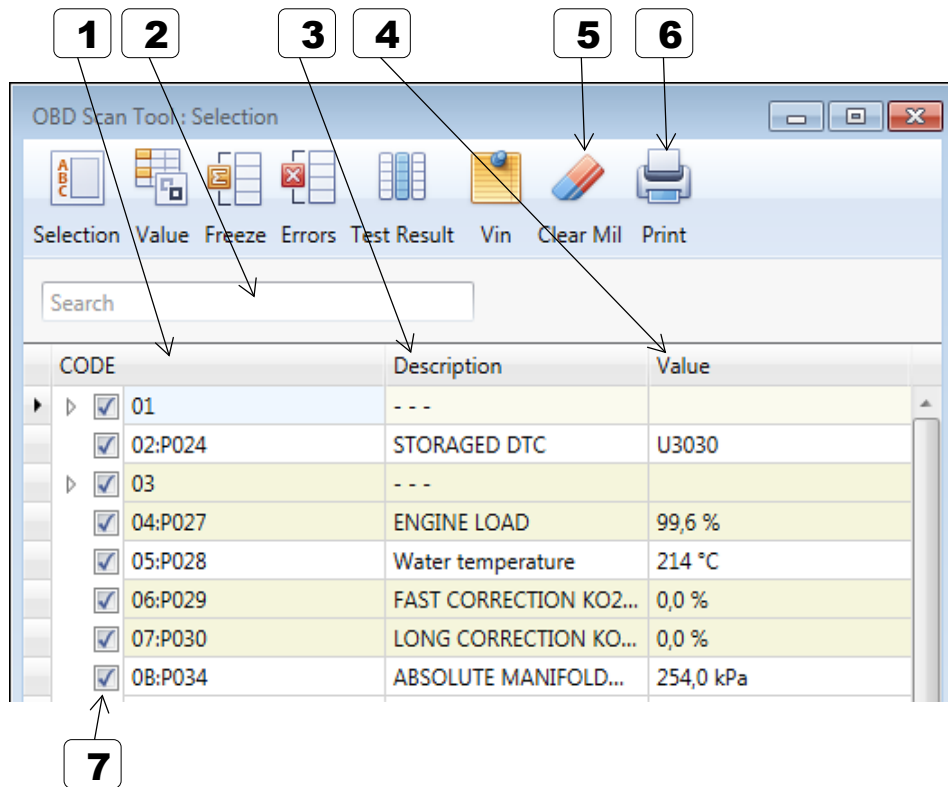 1 2 3 4 5 6
OBD Scan Tool : Selection
A
B
C
Selection Value Freeze Errors Test Result Vin Clear Mil Print
Search
CODE Description Value
01 - - -
02:P024 STORAGED DTC U3030
03 - - -
04:P027 ENGINE LOAD 99,6 %
05:P028 Water temperature 214 °C
06:P029 FAST CORRECTION KO2... 0,0 %
07:P030 LONG CORRECTION KO... 0,0 %
0B:P034 ABSOLUTE MANIFOLD... 254,0 kPa
7